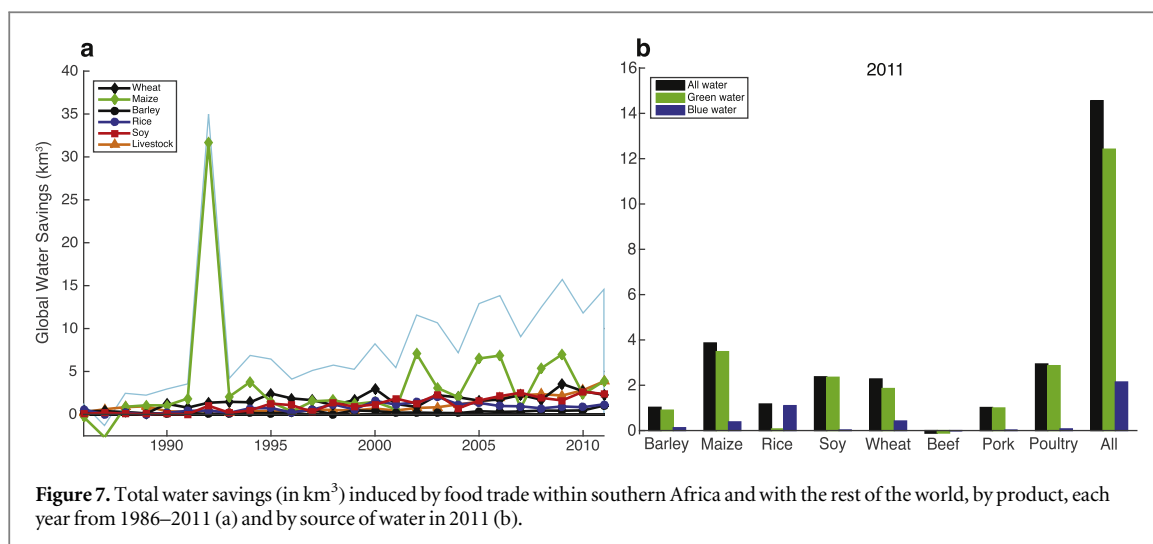 a
Global Water Savings (km³)
40
35
30
25
20
15
10
5
0
Wheat
Maize
Barley
Rice
Soy
Livestock
1990
1995
2000
2005
2010
b
2011
16
14
12
10
8
6
4
2
0
All water
Green water
Blue water
Barley Maize Rice Soy Wheat Beef Pork Poultry All
Figure 7. Total water savings (in km³) induced by food trade within southern Africa and with the rest of the world, by product, each
year from 1986–2011 (a) and by source of water in 2011 (b).